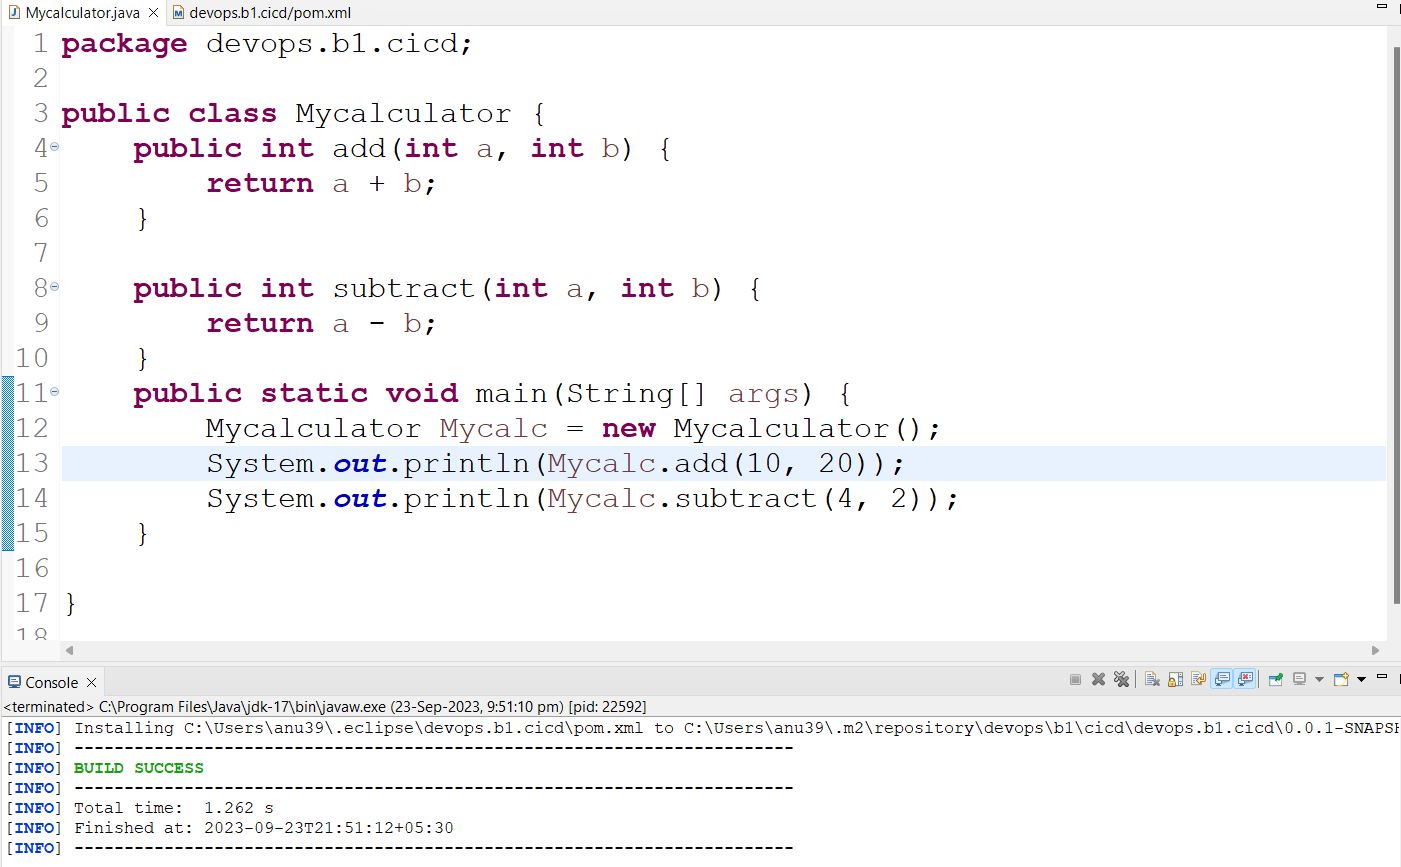 Mycalculator.java
devops.b1.cicd/pom.xml
1 package devops.b1.cicd;
2
3 public class Mycalculator {
4     public int add(int a, int b) {
5         return a + b;
6     }
7
8     public int subtract(int a, int b) {
9         return a - b;
10     }
11     public static void main(String[] args) {
12         Mycalculator Mycalc = new Mycalculator();
13         System.out.println(Mycalc.add(10, 20));
14         System.out.println(Mycalc.subtract(4, 2));
15     }
16
17 }
18
Console
<terminated> C:\Program Files\Java\jdk-17\bin\javaw.exe (23-Sep-2023, 9:51:10 pm) [pid: 22592]
[INFO] Installing C:\Users\anu39\.eclipse\devops.b1.cicd\pom.xml to C:\Users\anu39\.m2\repository\devops\b1\cicd\devops.b1.cicd\0.0.1-SNAPSH
[INFO] ------------------------------------------------------------------------
[INFO] BUILD SUCCESS
[INFO] ------------------------------------------------------------------------
[INFO] Total time:  1.262 s
[INFO] Finished at: 2023-09-23T21:51:12+05:30
[INFO] ------------------------------------------------------------------------